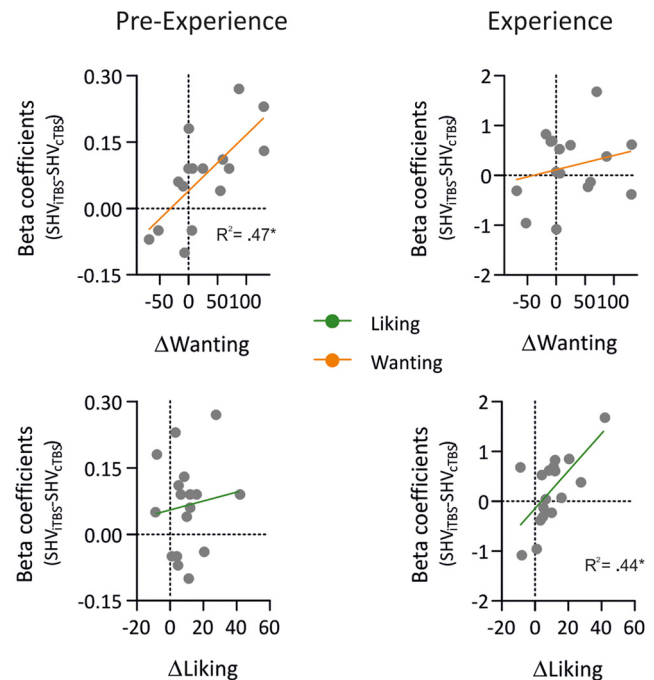 Pre-Experience
Experience
Beta coefficients
(SHViTBS-SHVcTBS)
0.30
0.15
0.00
-0.15
R²= .47*
-50 0 50 100
ΔWanting
Beta coefficients
(SHViTBS-SHVcTBS)
2
1
0
-1
-2
-50 0 50 100
ΔWanting
Liking
Wanting
Beta coefficients
(SHViTBS-SHVcTBS)
0.30
0.15
0.00
-0.15
-20 0 20 40 60
ΔLiking
Beta coefficients
(SHViTBS-SHVcTBS)
2
1
0
-1
-2
R²= .44*
-20 0 20 40 60
ΔLiking